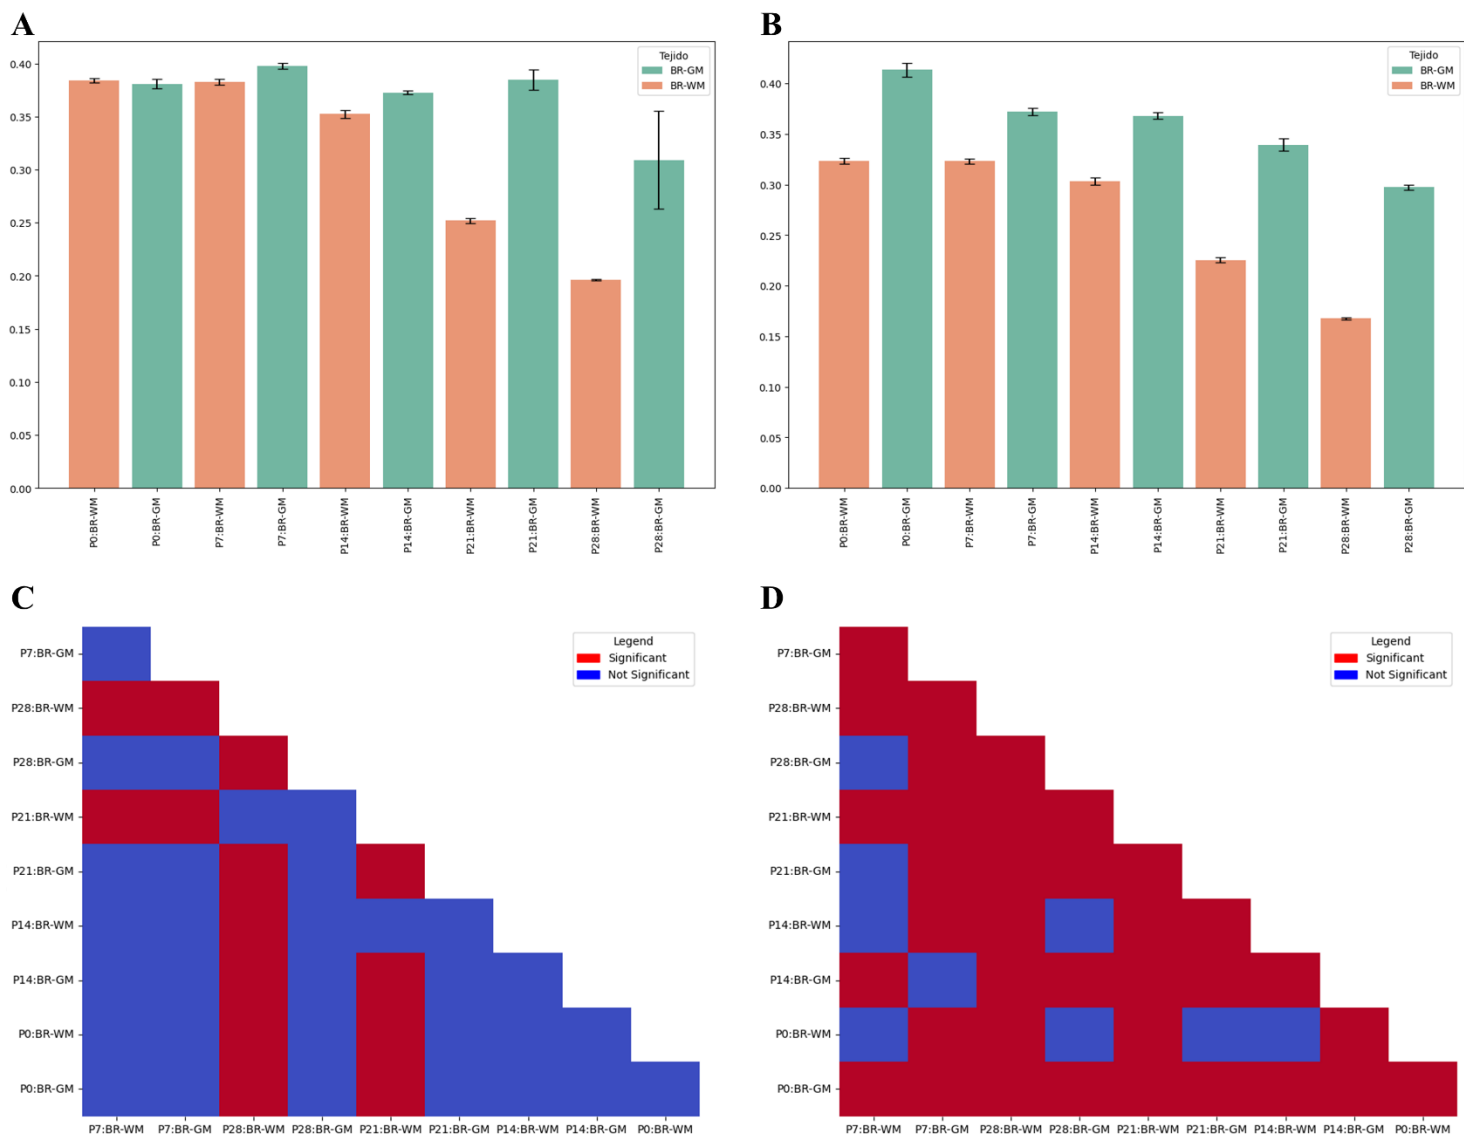 A
Tejido
BR-GM
BR-WM
0.40
0.35
0.30
0.25
0.20
0.15
0.10
0.05
0.00
P0:BR-WM
P0:BR-GM
P7:BR-WM
P7:BR-GM
P14:BR-WM
P14:BR-GM
P21:BR-WM
P21:BR-GM
P28:BR-WM
P28:BR-GM
B
Tejido
BR-GM
BR-WM
0.40
0.35
0.30
0.25
0.20
0.15
0.10
0.05
0.00
P0:BR-WM
P0:BR-GM
P7:BR-WM
P7:BR-GM
P14:BR-WM
P14:BR-GM
P21:BR-WM
P21:BR-GM
P28:BR-WM
P28:BR-GM
C
Legend
Significant
Not Significant
P7:BR-GM
P28:BR-WM
P28:BR-GM
P21:BR-WM
P21:BR-GM
P14:BR-WM
P14:BR-GM
P0:BR-WM
P0:BR-GM
P7:BR-WM P7:BR-GM P28:BR-WM P28:BR-GM P21:BR-WM P21:BR-GM P14:BR-WM P14:BR-GM P0:BR-WM
D
Legend
Significant
Not Significant
P7:BR-GM
P28:BR-WM
P28:BR-GM
P21:BR-WM
P21:BR-GM
P14:BR-WM
P14:BR-GM
P0:BR-WM
P0:BR-GM
P7:BR-WM P7:BR-GM P28:BR-WM P28:BR-GM P21:BR-WM P21:BR-GM P14:BR-WM P14:BR-GM P0:BR-WM